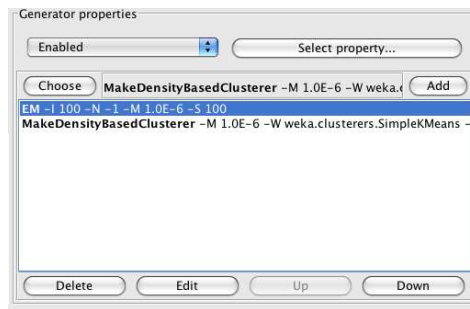 Generator properties
Enabled Select property...
Choose MakeDensityBasedClusterer -M 1.0E-6 -W weka. Add
EM -I 100 -N -1 -M 1.0E-6 -S 100
MakeDensityBasedClusterer -M 1.0E-6 -W weka.clusterers.SimpleKMeans -
Delete Edit Up Down